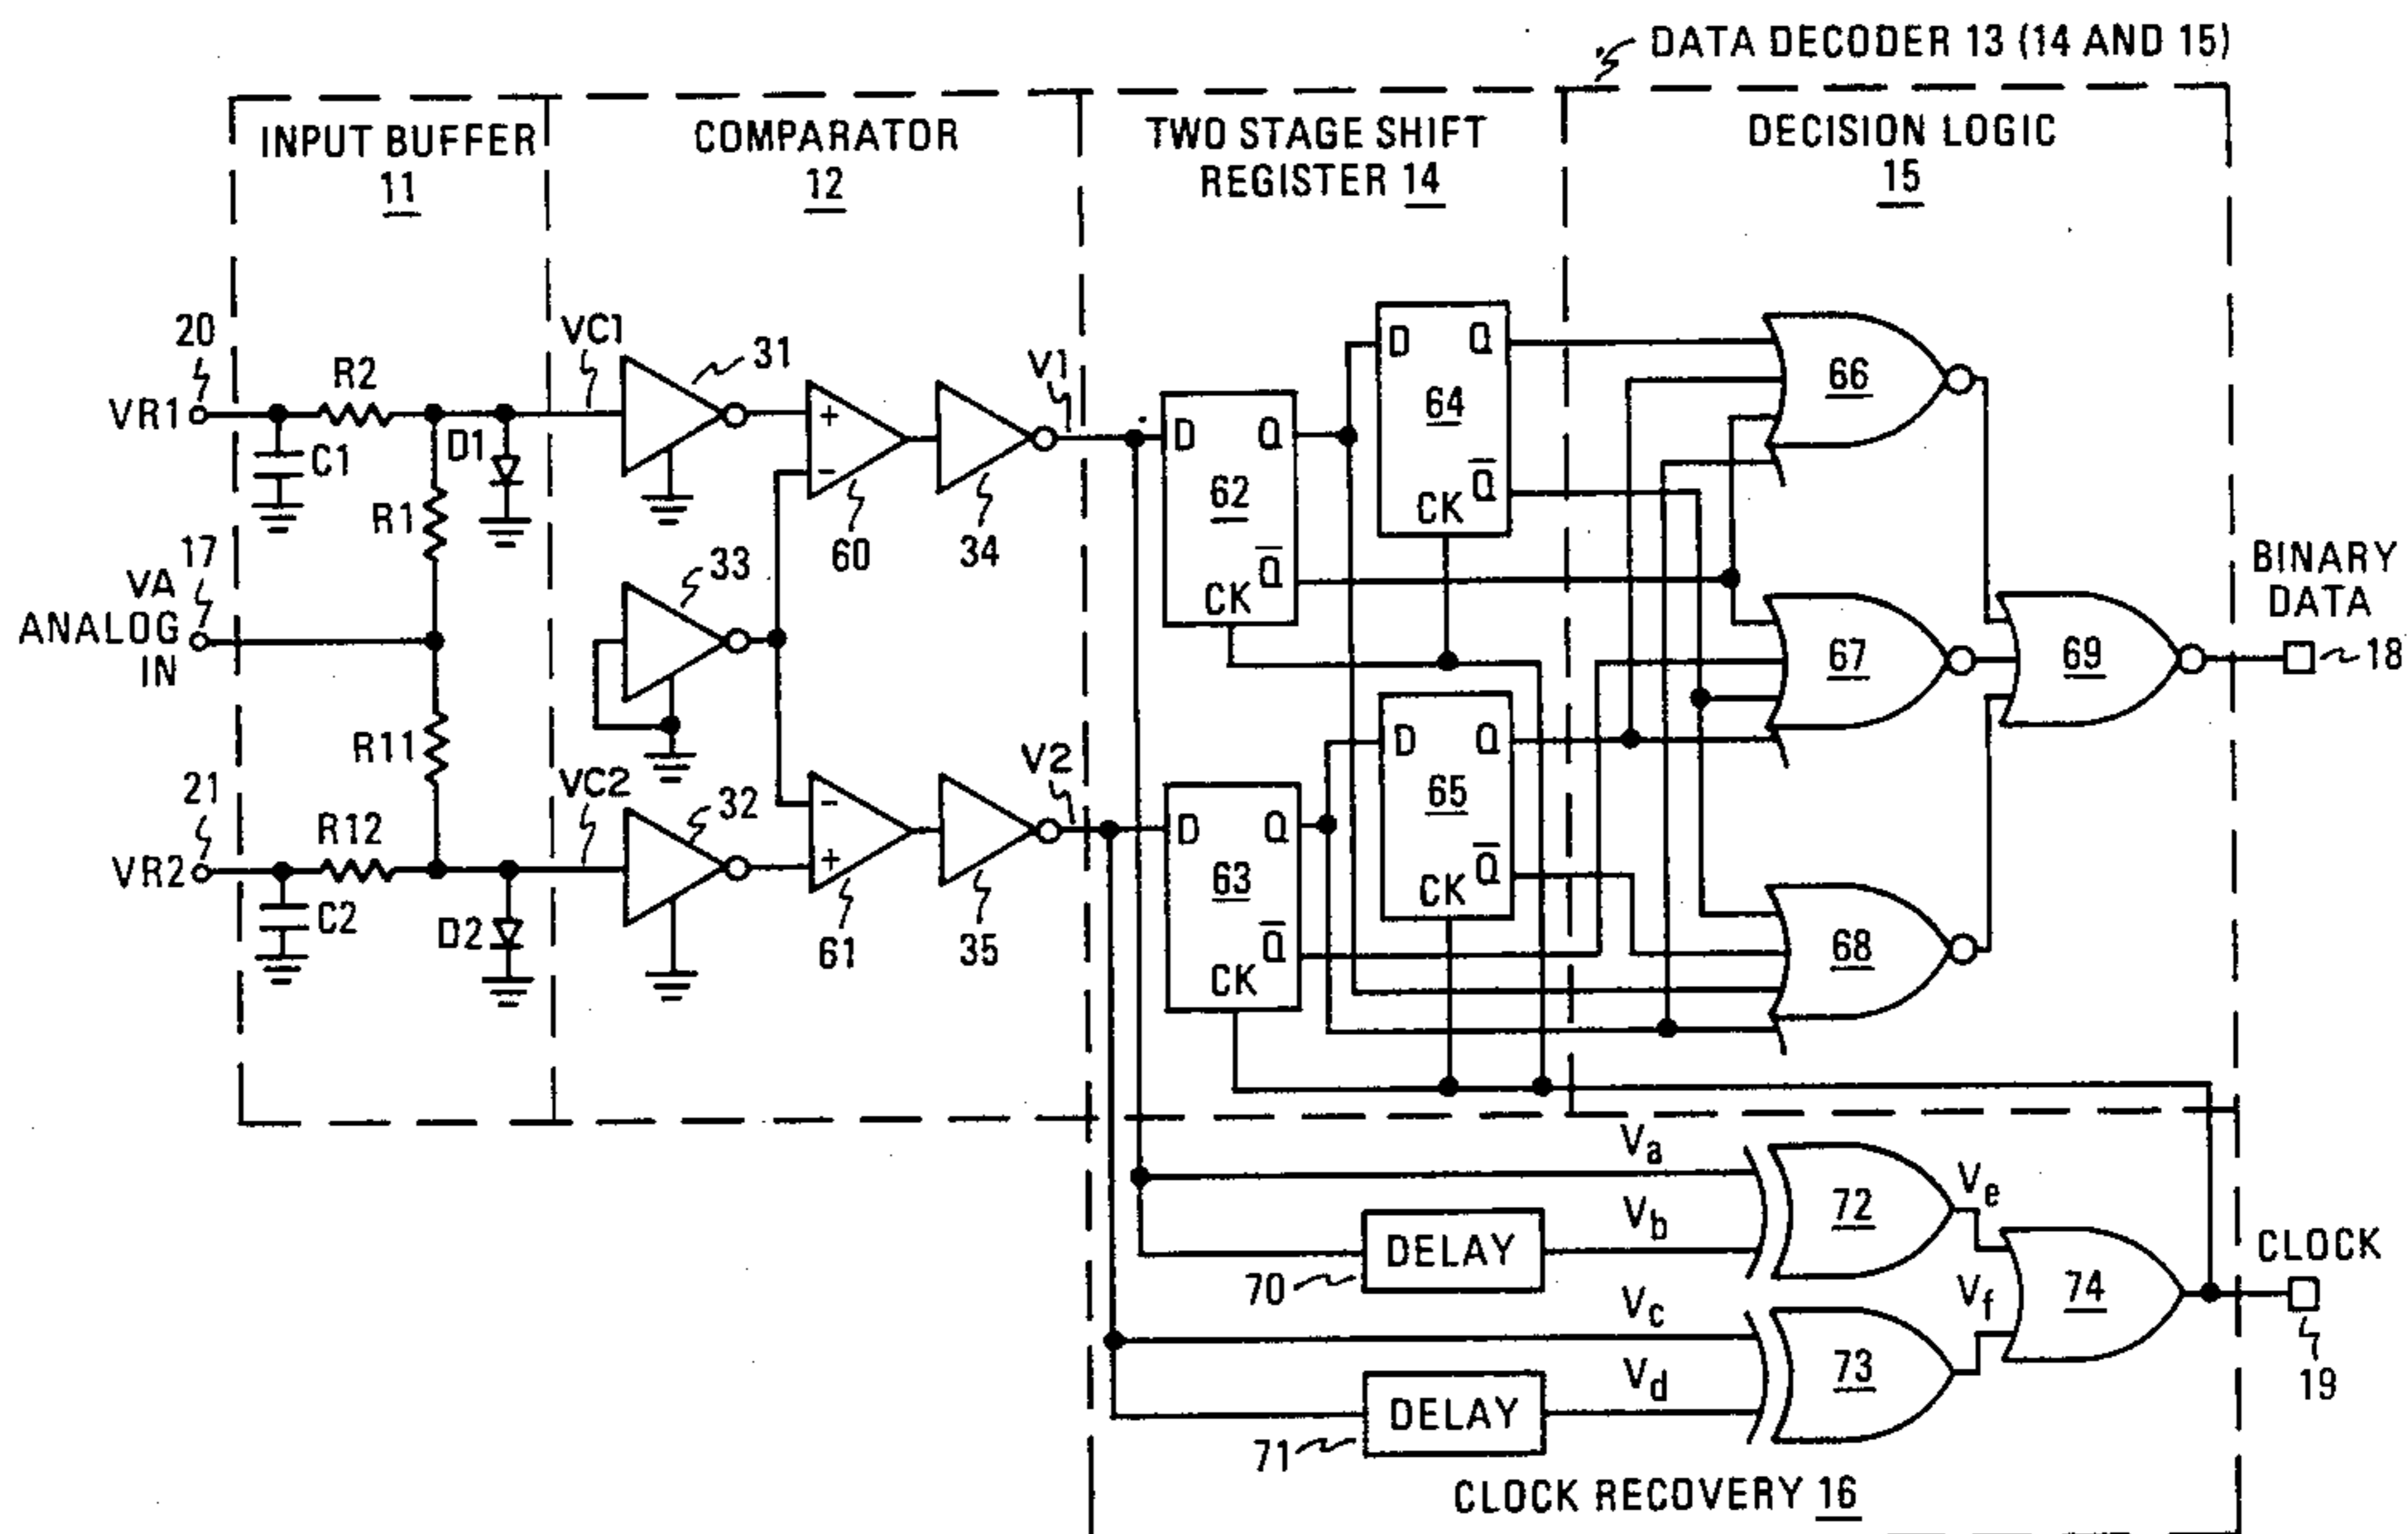 DATA DECODER 13 (14 AND 15)
INPUT BUFFER
11
COMPARATOR
12
TWO STAGE SHIFT
REGISTER 14
DECISION LOGIC
15
20
VR1
R2
C1
D1
R1
VC1
31
+
-
60
34
V1
17
VA
ANALOG
IN
33
R11
21
VR2
R12
C2
D2
VC2
32
-
+
61
35
V2
D Q
62
CK Q̅
D Q
64
CK Q̅
D Q
63
CK Q̅
D Q
65
CK Q̅
66
67
68
69
BINARY
DATA
18
Va
Vb
DELAY
70
72
Ve
Vc
Vd
DELAY
71
73
Vf
74
CLOCK
19
CLOCK RECOVERY 16